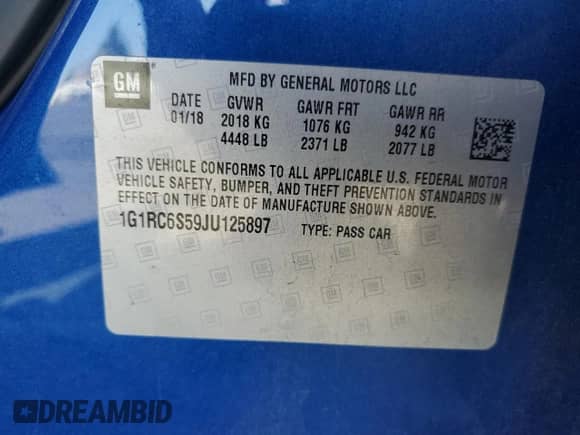 GM
MFD BY GENERAL MOTORS LLC
DATE GVWR GAWR FRT GAWR RR
01/18 2018 KG 1076 KG 942 KG
4448 LB 2371 LB 2077 LB
THIS VEHICLE CONFORMS TO ALL APPLICABLE U.S. FEDERAL MOTOR
VEHICLE SAFETY, BUMPER, AND THEFT PREVENTION STANDARDS IN
EFFECT ON THE DATE OF MANUFACTURE SHOWN ABOVE.
1G1RC6S59JU125897 TYPE: PASS CAR
DREAMBID